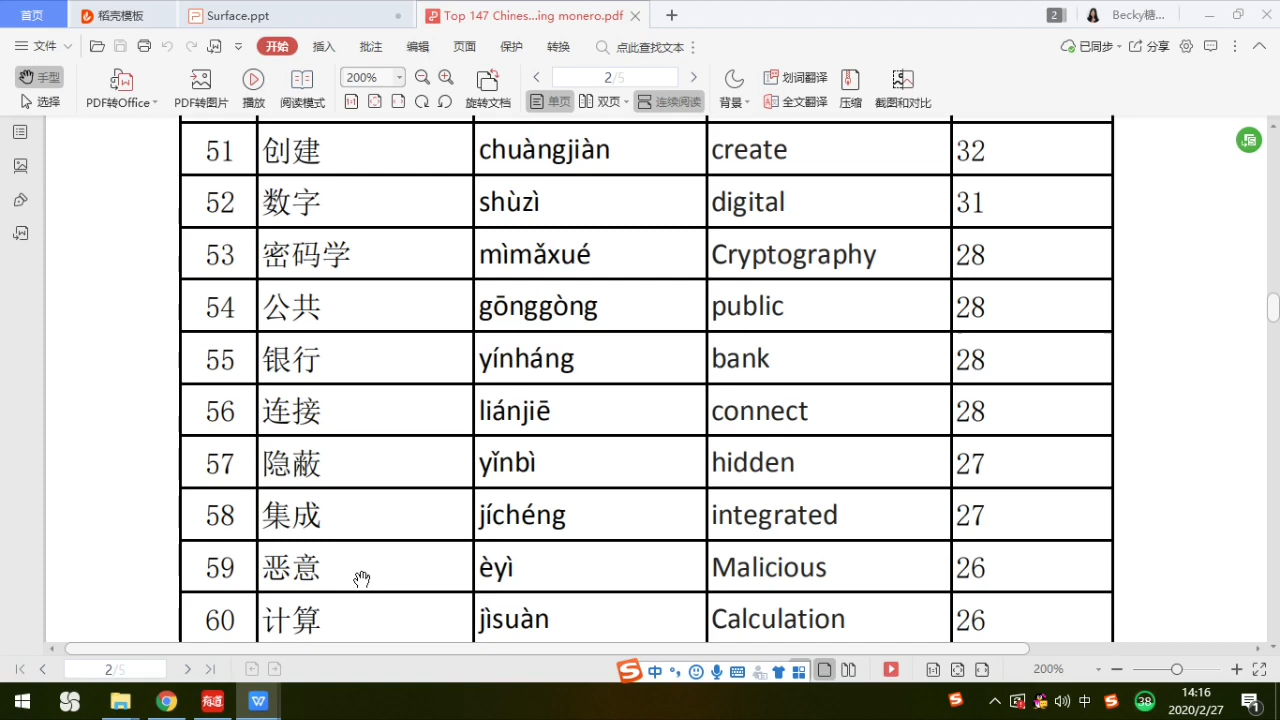 首页
稻壳模板
Surface.ppt
Top 147 Chines...ing monero.pdf
2
Becky糖...
文件
开始
插入
批注
编辑
页面
保护
转换
点此查找文本
已同步
分享
手型
选择
PDF转Office
PDF转图片
播放
阅读模式
200%
旋转文档
2/5
单页
双页
连续阅读
背景
划词翻译
全文翻译
压缩
截图和对比
51 创建 chuàngjiàn create 32
52 数字 shùzì digital 31
53 密码学 mìmǎxué Cryptography 28
54 公共 gōnggòng public 28
55 银行 yínháng bank 28
56 连接 liánjiē connect 28
57 隐蔽 yǐnbì hidden 27
58 集成 jíchéng integrated 27
59 恶意 èyì Malicious 26
60 计算 jìsuàn Calculation 26
2/5
中
200%
有道
中
38
14:16
2020/2/27
1